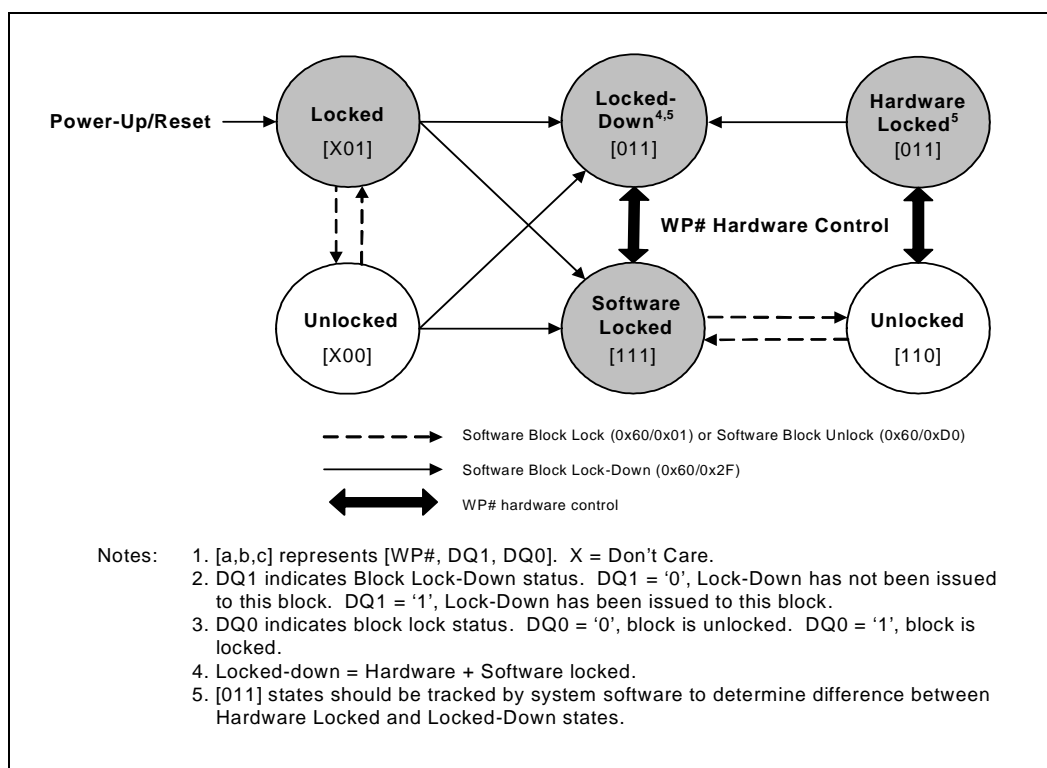 Power-Up/Reset
Locked
[X01]
Locked-
Down4,5
[011]
Hardware
Locked5
[011]
WP# Hardware Control
Unlocked
[X00]
Software
Locked
[111]
Unlocked
[110]
Software Block Lock (0x60/0x01) or Software Block Unlock (0x60/0xD0)
Software Block Lock-Down (0x60/0x2F)
WP# hardware control
Notes: 1. [a,b,c] represents [WP#, DQ1, DQ0]. X = Don't Care.
2. DQ1 indicates Block Lock-Down status. DQ1 = ‘0’, Lock-Down has not been issued
to this block. DQ1 = ‘1’, Lock-Down has been issued to this block.
3. DQ0 indicates block lock status. DQ0 = ‘0’, block is unlocked. DQ0 = ‘1’, block is
locked.
4. Locked-down = Hardware + Software locked.
5. [011] states should be tracked by system software to determine difference between
Hardware Locked and Locked-Down states.